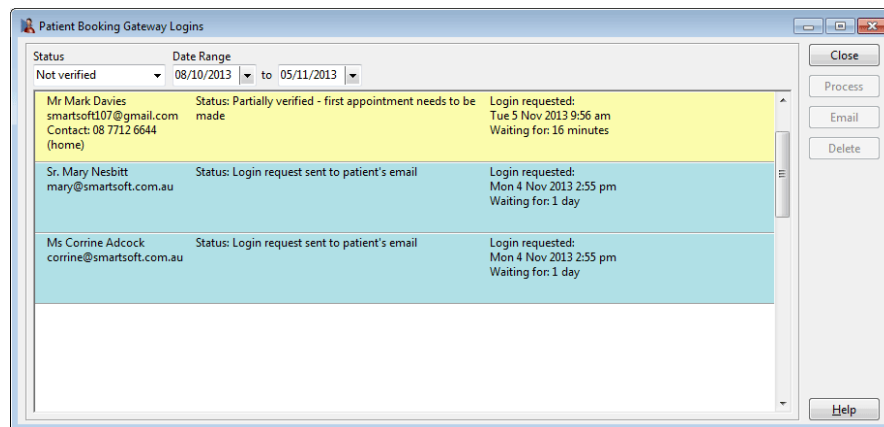 Patient Booking Gateway Logins
Status
Date Range
Not verified
08/10/2013 to 05/11/2013
Close
Process
Email
Delete
Mr Mark Davies
smartsoft107@gmail.com
Contact: 08 7712 6644
(home)
Status: Partially verified - first appointment needs to be
made
Login requested:
Tue 5 Nov 2013 9:56 am
Waiting for: 16 minutes
Sr. Mary Nesbitt
mary@smartsoft.com.au
Status: Login request sent to patient's email
Login requested:
Mon 4 Nov 2013 2:55 pm
Waiting for: 1 day
Ms Corrine Adcock
corrine@smartsoft.com.au
Status: Login request sent to patient's email
Login requested:
Mon 4 Nov 2013 2:55 pm
Waiting for: 1 day
Help